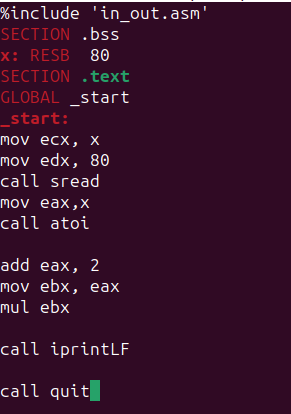 %include 'in_out.asm'
SECTION .bss
x: RESB  80
SECTION .text
GLOBAL _start
_start:
mov ecx, x
mov edx, 80
call sread
mov eax,x
call atoi

add eax, 2
mov ebx, eax
mul ebx

call iprintLF

call quit